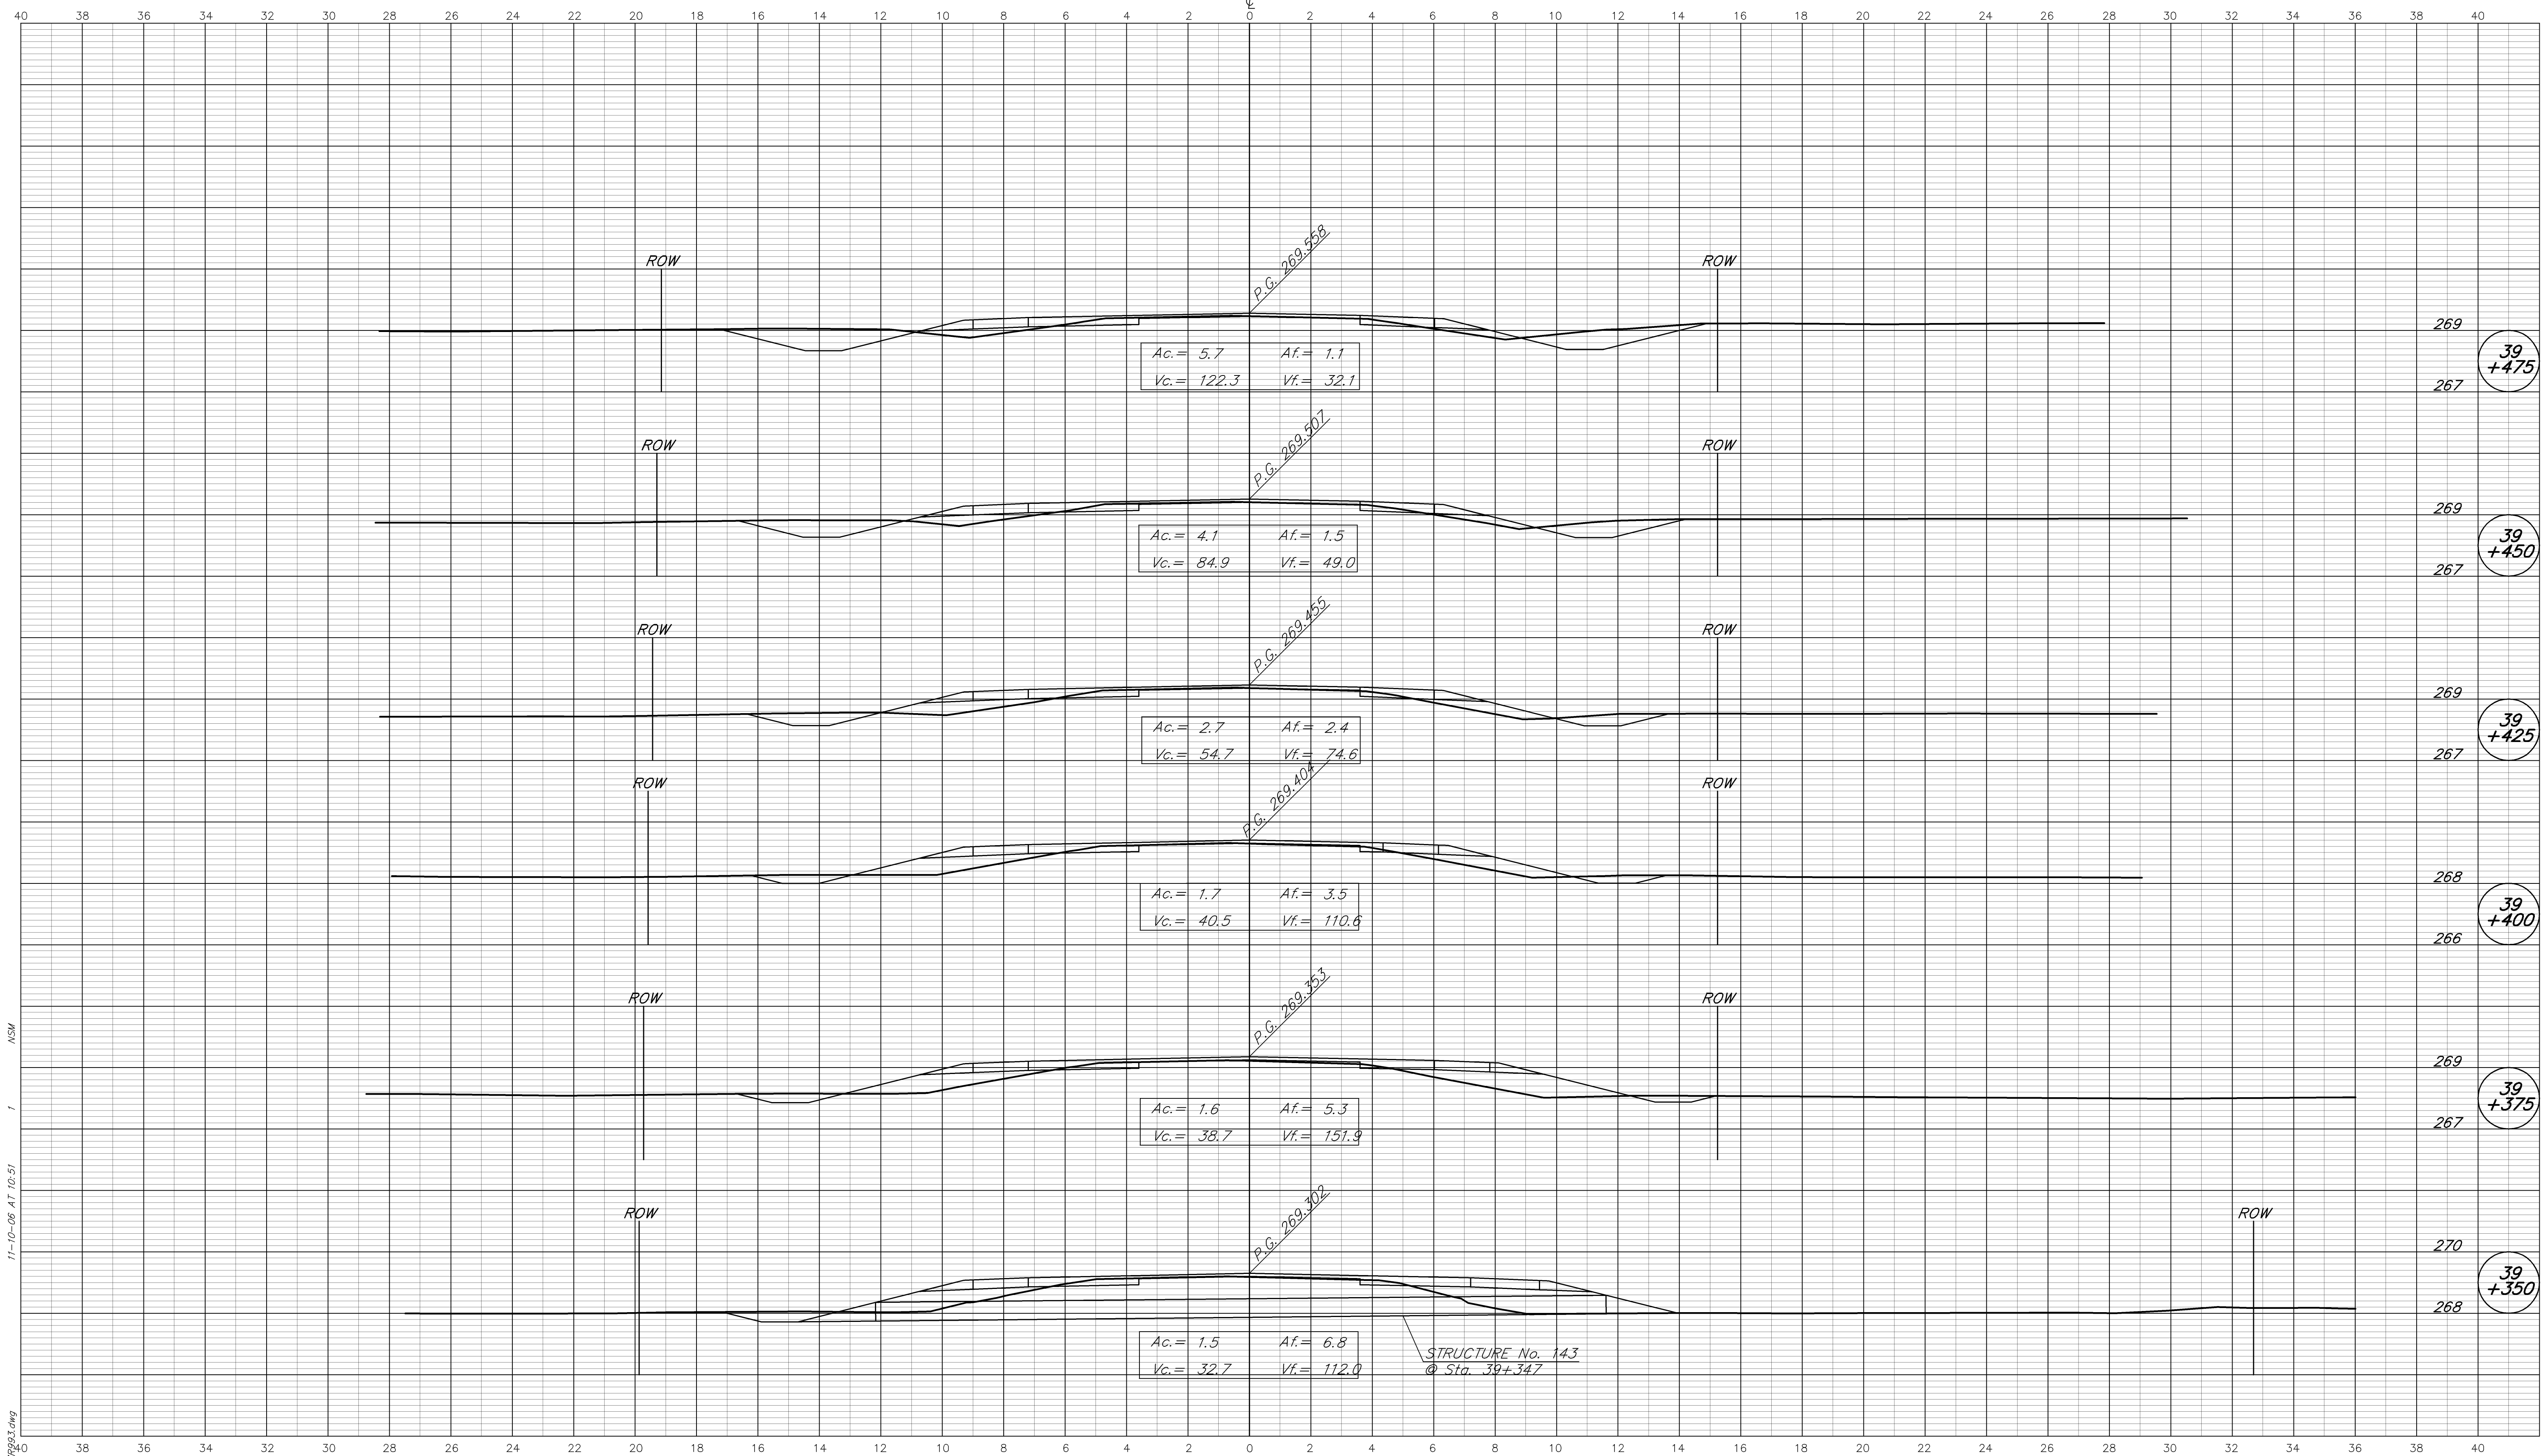 ℄
40 38 36 34 32 30 28 26 24 22 20 18 16 14 12 10 8 6 4 2 0 2 4 6 8 10 12 14 16 18 20 22 24 26 28 30 32 34 36 38 40
P.G. 269.558
ROW ROW
269
39
+475
Ac.= 5.7 Af.= 1.1
Vc.= 122.3 Vf.= 32.1
267
P.G. 269.507
ROW ROW
269
39
+450
Ac.= 4.1 Af.= 1.5
Vc.= 84.9 Vf.= 49.0
267
P.G. 269.455
ROW ROW
269
39
+425
Ac.= 2.7 Af.= 2.4
Vc.= 54.7 Vf.= 74.6
267
P.G. 269.404
ROW ROW
268
39
+400
Ac.= 1.7 Af.= 3.5
Vc.= 40.5 Vf.= 110.6
266
P.G. 269.353
ROW ROW
269
39
+375
Ac.= 1.6 Af.= 5.3
Vc.= 38.7 Vf.= 151.9
267
P.G. 269.302
ROW ROW
270
39
+350
268
Ac.= 1.5 Af.= 6.8
Vc.= 32.7 Vf.= 112.0
STRUCTURE No. 143
@ Sta. 39+347
40 38 36 34 32 30 28 26 24 22 20 18 16 14 12 10 8 6 4 2 0 2 4 6 8 10 12 14 16 18 20 22 24 26 28 30 32 34 36 38 40
11-10-06 AT 10:51 1 NSM